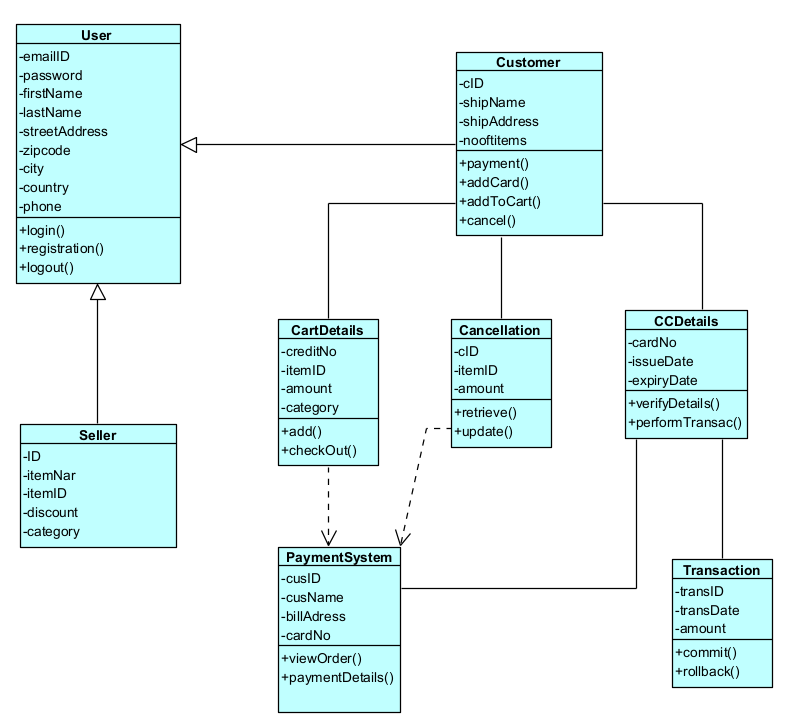 User
-emailID
-password
-firstName
-lastName
-streetAddress
-zipcode
-city
-country
-phone
+login()
+registration()
+logout()
Customer
-cID
-shipName
-shipAddress
-nooftitems
+payment()
+addCard()
+addToCart()
+cancel()
CartDetails
-creditNo
-itemID
-amount
-category
+add()
+checkOut()
Cancellation
-cID
-itemID
-amount
+retrieve()
+update()
CCDetails
-cardNo
-issueDate
-expiryDate
+verifyDetails()
+performTransac()
Seller
-ID
-itemNar
-itemID
-discount
-category
PaymentSystem
-cusID
-cusName
-billAdress
-cardNo
+viewOrder()
+paymentDetails()
Transaction
-transID
-transDate
-amount
+commit()
+rollback()